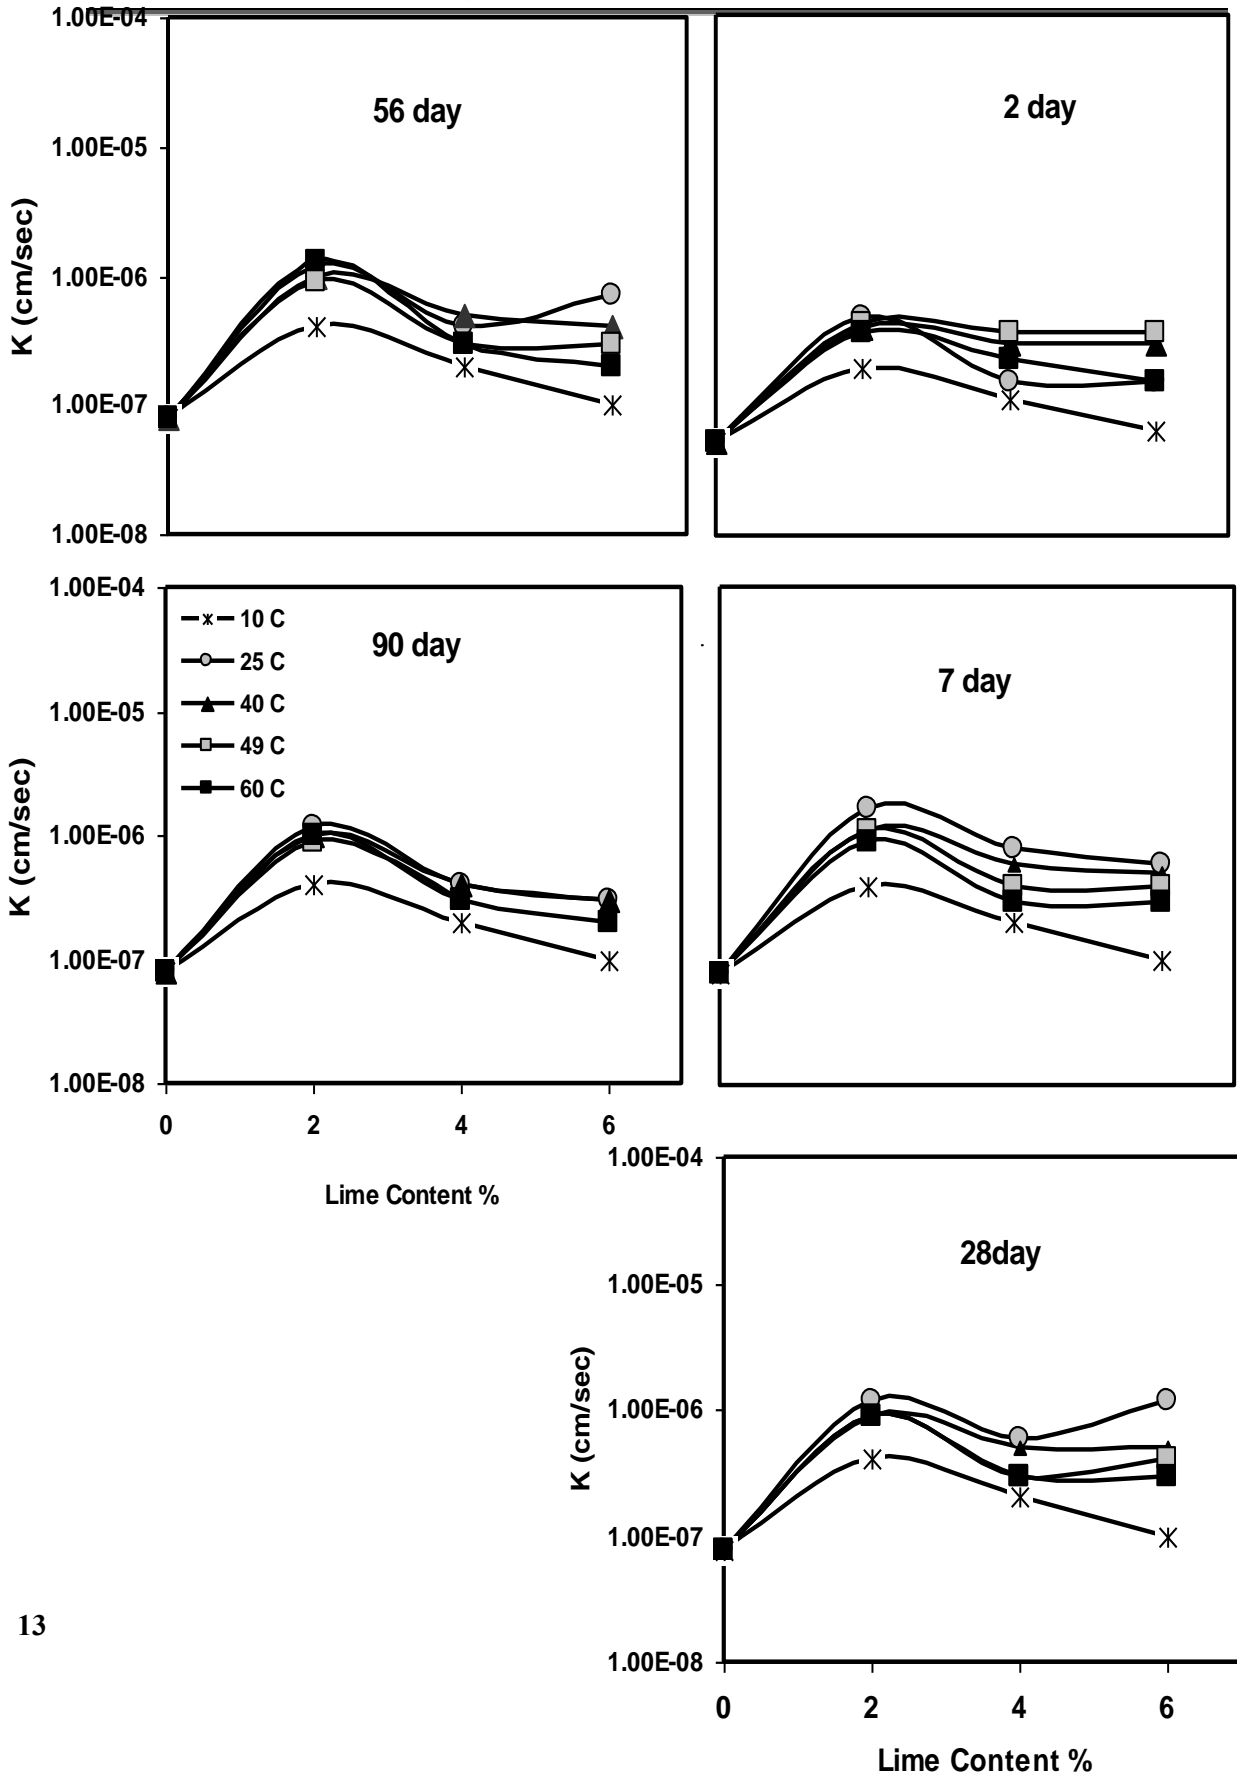 1.00E-04
56 day
2 day
1.00E-05
K (cm/sec)
1.00E-06
1.00E-07
1.00E-08
1.00E-04
10 C
90 day
25 C
7 day
40 C
1.00E-05
49 C
K (cm/sec)
60 C
1.00E-06
1.00E-07
1.00E-08
0 2 4 6
Lime Content %
1.00E-04
28day
1.00E-05
K (cm/sec)
1.00E-06
1.00E-07
1.00E-08
0 2 4 6
Lime Content %
13